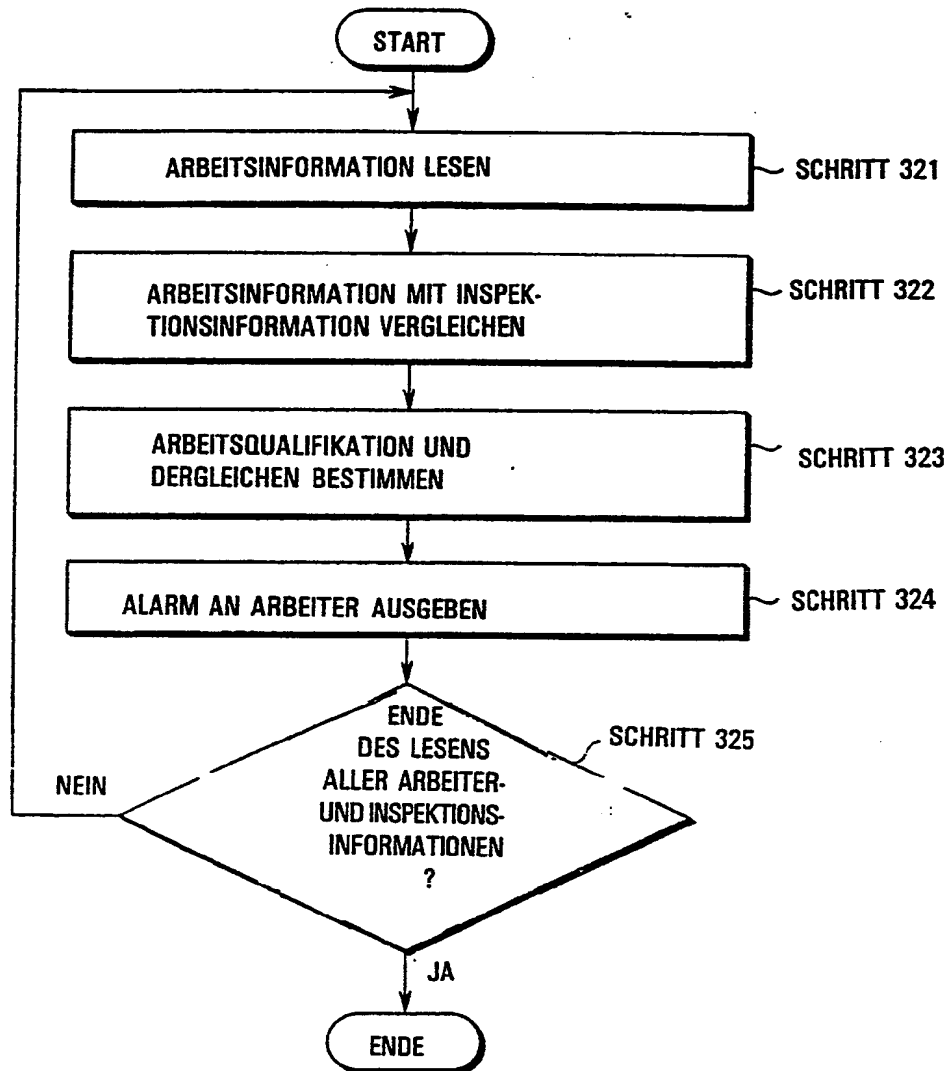 START
ARBEITSINFORMATION LESEN
SCHRITT 321
ARBEITSINFORMATION MIT INSPEK-
TIONSINFORMATION VERGLEICHEN
SCHRITT 322
ARBEITSQUALIFIKATION UND
DERGLEICHEN BESTIMMEN
SCHRITT 323
ALARM AN ARBEITER AUSGEBEN
SCHRITT 324
ENDE
DES LESENS
ALLER ARBEITER-
UND INSPEKTIONS-
INFORMATIONEN
?
SCHRITT 325
NEIN
JA
ENDE